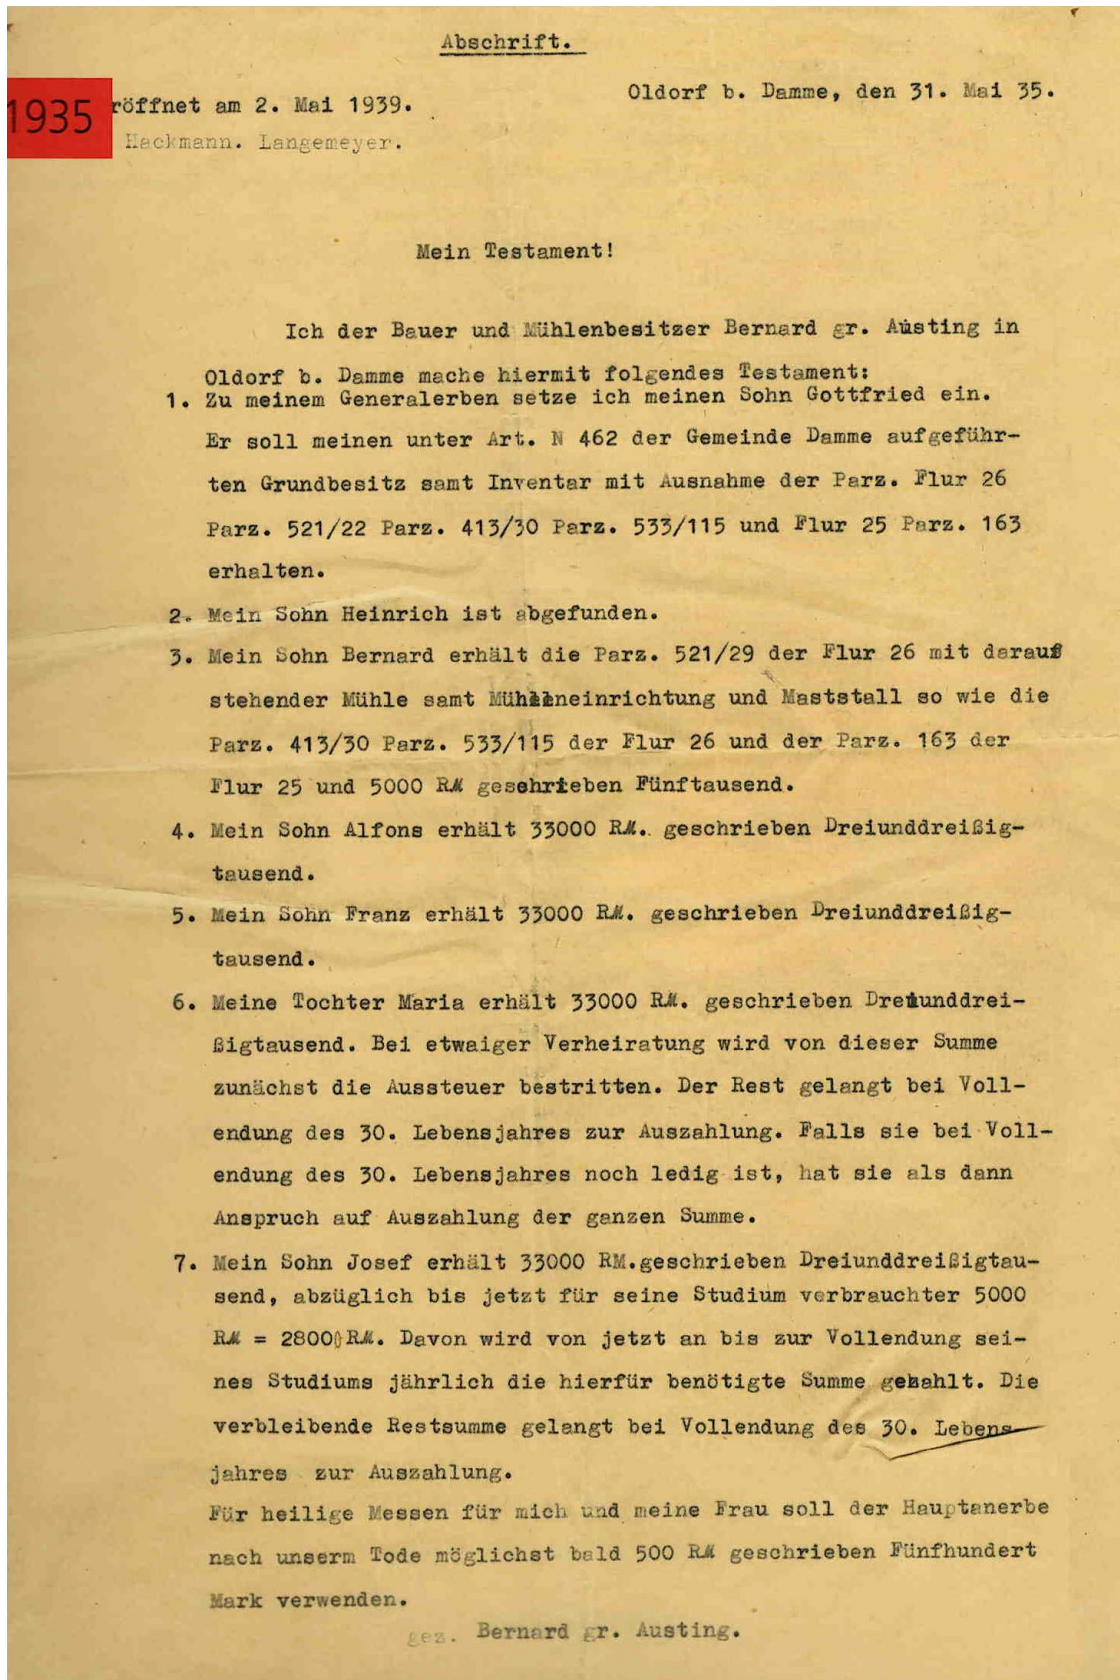 Abschrift.
Oldorf b. Damme, den 31. Mai 35.
1935
röffnet am 2. Mai 1939.
Hackmann. Langemeyer.
Mein Testament!
Ich der Bauer und Mühlenbesitzer Bernard gr. Austing in
Oldorf b. Damme mache hiermit folgendes Testament:
1. Zu meinem Generalerben setze ich meinen Sohn Gottfried ein.
Er soll meinen unter Art. N 462 der Gemeinde Damme aufgeführ-
ten Grundbesitz samt Inventar mit Ausnahme der Parz. Flur 26
Parz. 521/22 Parz. 413/30 Parz. 533/115 und Flur 25 Parz. 163
erhalten.
2. Mein Sohn Heinrich ist abgefunden.
3. Mein Sohn Bernard erhält die Parz. 521/29 der Flur 26 mit darauf
stehender Mühle samt Mühleneinrichtung und Maststall so wie die
Parz. 413/30 Parz. 533/115 der Flur 26 und der Parz. 163 der
Flur 25 und 5000 RM geschrieben Fünftausend.
4. Mein Sohn Alfons erhält 33000 RM. geschrieben Dreiunddreißig-
tausend.
5. Mein Sohn Franz erhält 33000 RM. geschrieben Dreiunddreißig-
tausend.
6. Meine Tochter Maria erhält 33000 RM. geschrieben Dreiunddrei-
ßigtausend. Bei etwaiger Verheiratung wird von dieser Summe
zunächst die Aussteuer bestritten. Der Rest gelangt bei Voll-
endung des 30. Lebensjahres zur Auszahlung. Falls sie bei Voll-
endung des 30. Lebensjahres noch ledig ist, hat sie als dann
Anspruch auf Auszahlung der ganzen Summe.
7. Mein Sohn Josef erhält 33000 RM.geschrieben Dreiunddreißigtau-
send, abzüglich bis jetzt für seine Studium verbrauchter 5000
RM = 28000 RM. Davon wird von jetzt an bis zur Vollendung sei-
nes Studiums jährlich die hierfür benötigte Summe gezahlt. Die
verbleibende Restsumme gelangt bei Vollendung des 30. Lebens
jahres zur Auszahlung.
Für heilige Messen für mich und meine Frau soll der Hauptanerbe
nach unserm Tode möglichst bald 500 RM geschrieben Fünfhundert
Mark verwenden.
gez. Bernard gr. Austing.